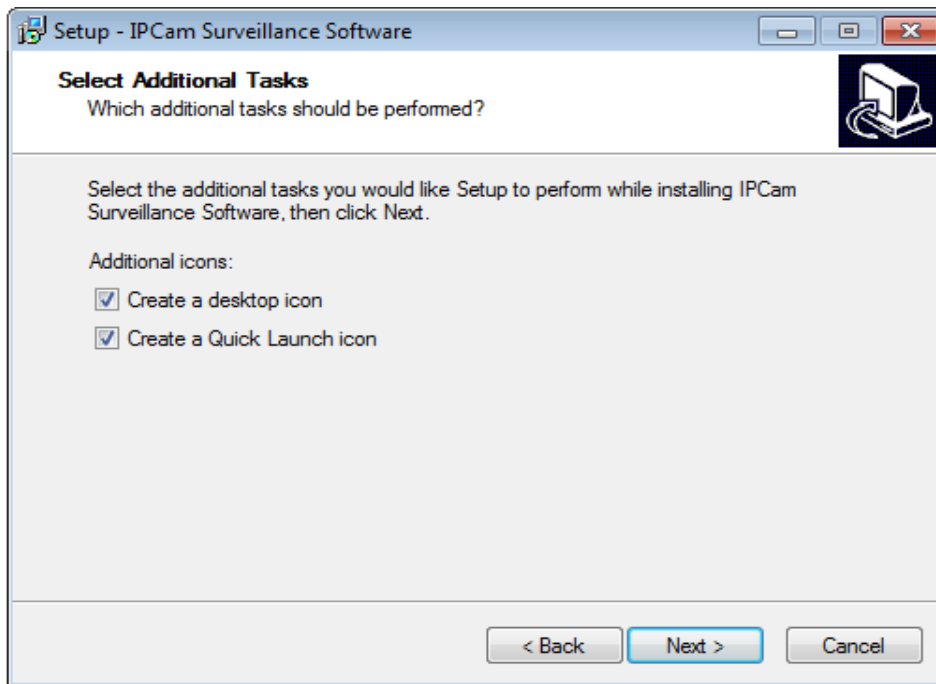 Setup - IPCam Surveillance Software
Select Additional Tasks
Which additional tasks should be performed?
Select the additional tasks you would like Setup to perform while installing IPCam
Surveillance Software, then click Next.
Additional icons:
Create a desktop icon
Create a Quick Launch icon
< Back
Next >
Cancel